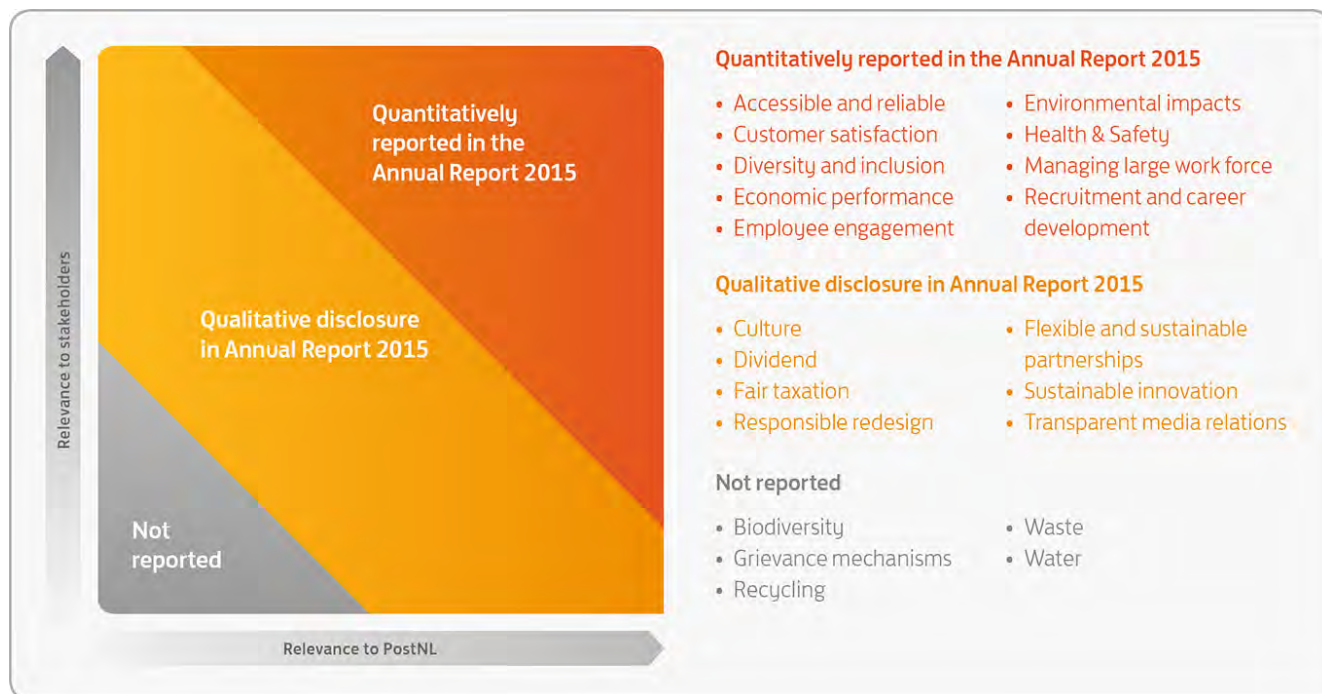 Relevance to stakeholders
Quantitatively
reported in the
Annual Report 2015
Qualitative disclosure
in Annual Report 2015
Not
reported
Relevance to PostNL
Quantitatively reported in the Annual Report 2015
• Accessible and reliable
• Customer satisfaction
• Diversity and inclusion
• Economic performance
• Employee engagement
• Environmental impacts
• Health & Safety
• Managing large work force
• Recruitment and career
development
Qualitative disclosure in Annual Report 2015
• Culture
• Dividend
• Fair taxation
• Responsible redesign
• Flexible and sustainable
partnerships
• Sustainable innovation
• Transparent media relations
Not reported
• Biodiversity
• Grievance mechanisms
• Recycling
• Waste
• Water